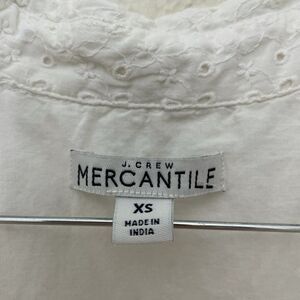 J.CREW
MERCANTILE
XS
MADE IN
INDIA